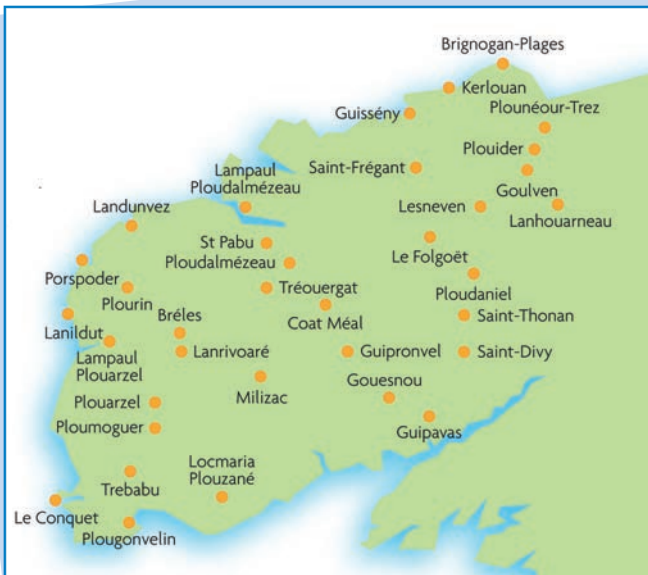 Brignogan-Plages
Kerlouan
Plounéour-Trez
Guissény
Plouider
Saint-Frégant
Lampaul
Ploudalmézeau
Goulven
Landunvez
Lesneven
Lanhouarneau
St Pabu
Le Folgoët
Ploudalmézeau
Porspoder
Plourin
Tréouergat
Ploudaniel
Coat Méal
Saint-Thonan
Bréles
Lanildut
Lampaul
Plouarzel
Lanrivoaré
Guipronvel
Saint-Divy
Milizac
Gouesnou
Plouarzel
Ploumoguer
Guipavas
Locmaria
Plouzané
Trebabu
Le Conquet
Plougonvelin